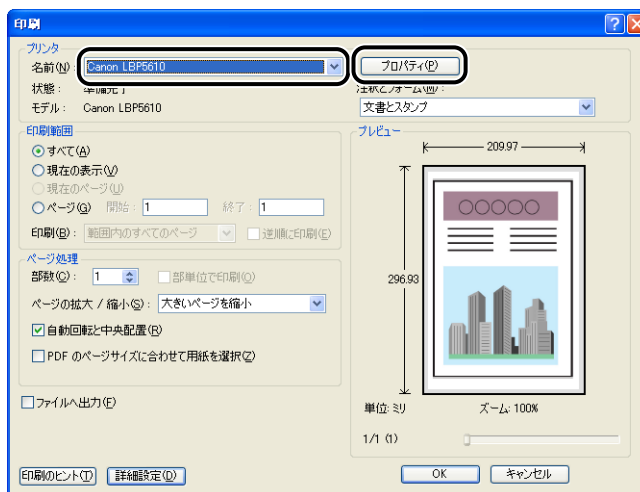 印刷
プリンタ
名前(N): Canon LBP5610 プロパティ(P)
状態: 準備完了 注釈とフォーム(M):
モデル: Canon LBP5610 文書とスタンプ
印刷範囲
すべて(A)
現在の表示(V)
現在のページ(U)
ページ(G) 開始: 1 終了: 1
印刷(B): 範囲内のすべてのページ 逆順に印刷(E)
ページ処理
部数(C): 1 部単位で印刷(O)
ページの拡大 / 縮小(S): 大きいページを縮小
自動回転と中央配置(R)
PDF のページサイズに合わせて用紙を選択(Z)
ファイルへ出力(F)
プレビュー
209.97
296.93
○○○○○
単位: ミリ ズーム: 100%
1/1 (1)
印刷のヒント(T) 詳細設定(D) OK キャンセル